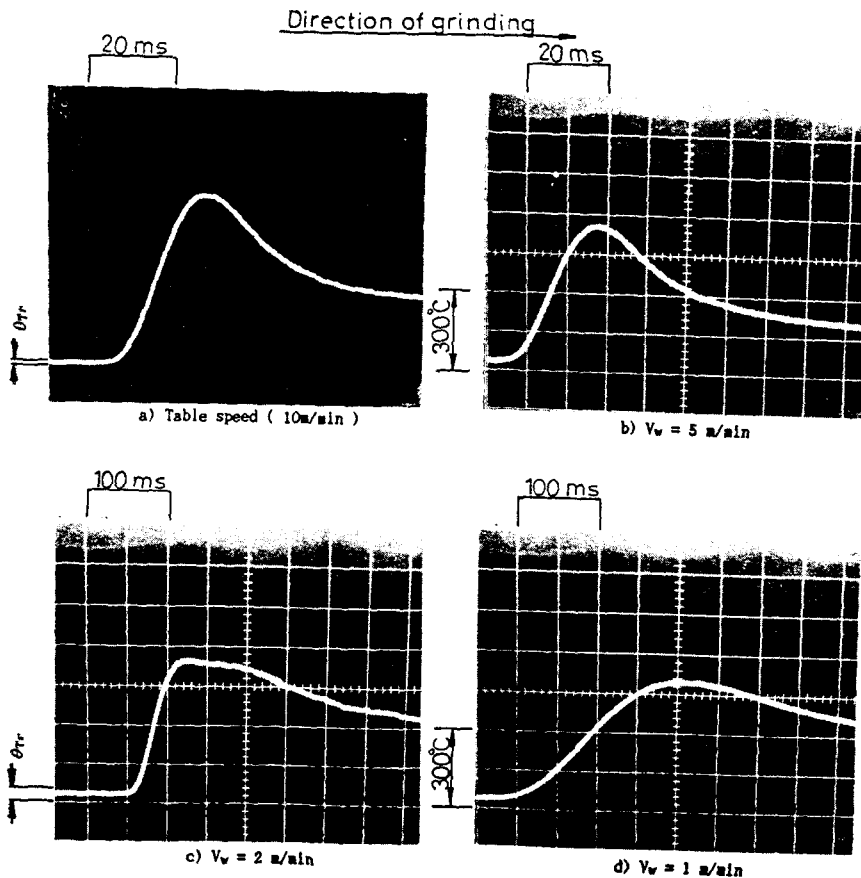 Direction of grinding
20 ms
20 ms
θTr
300°C
a) Table speed ( 10m/min )
b) Vw = 5 m/min
100 ms
100 ms
θTr
300°C
c) Vw = 2 m/min
d) Vw = 1 m/min